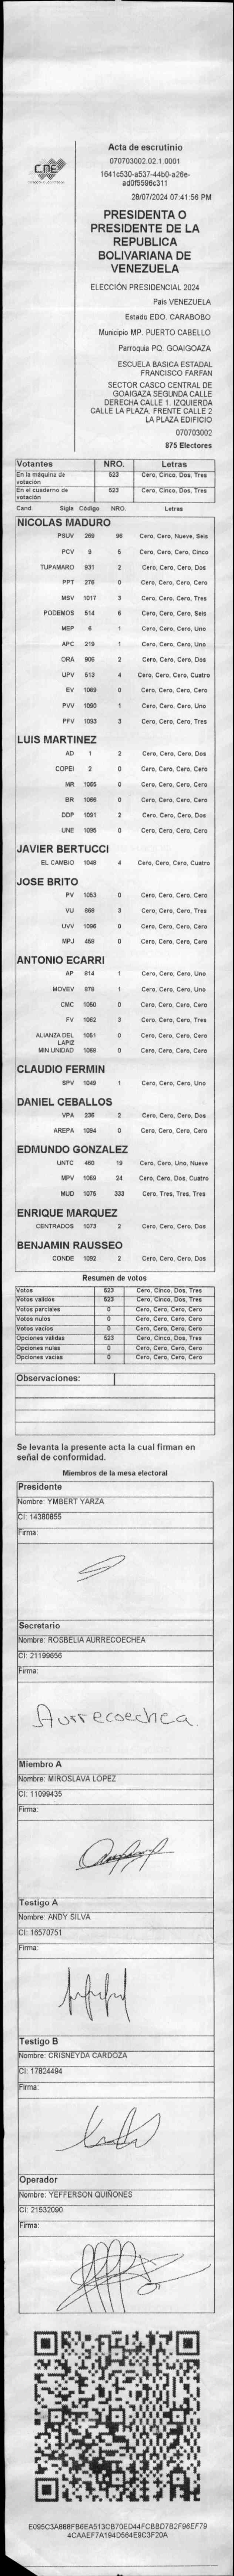 CNE
Acta de escrutinio
070703002.02.1.0001
1641c530-a537-44b0-a26e-
ad0f5596c311
28/07/2024 07:41:56 PM
PRESIDENTA O
PRESIDENTE DE LA
REPUBLICA
BOLIVARIANA DE
VENEZUELA
ELECCIÓN PRESIDENCIAL 2024
País VENEZUELA
Estado EDO. CARABOBO
Municipio MP. PUERTO CABELLO
Parroquia PQ. GOAIGOAZA
ESCUELA BASICA ESTADAL
FRANCISCO FARFAN
SECTOR CASCO CENTRAL DE
GOAIGAZA SEGUNDA CALLE
DERECHA CALLE 1. IZQUIERDA
CALLE LA PLAZA. FRENTE CALLE 2
LA PLAZA EDIFICIO
070703002
875 Electores
Votantes NRO. Letras
En la máquina de votación 523 Cero, Cinco, Dos, Tres
En el cuaderno de votación 523 Cero, Cinco, Dos, Tres
Cand. Sigla Código NRO. Letras
NICOLAS MADURO
PSUV 269 96 Cero, Cero, Nueve, Seis
PCV 9 5 Cero, Cero, Cero, Cinco
TUPAMARO 931 2 Cero, Cero, Cero, Dos
PPT 276 0 Cero, Cero, Cero, Cero
MSV 1017 3 Cero, Cero, Cero, Tres
PODEMOS 514 6 Cero, Cero, Cero, Seis
MEP 6 1 Cero, Cero, Cero, Uno
APC 219 1 Cero, Cero, Cero, Uno
ORA 906 2 Cero, Cero, Cero, Dos
UPV 513 4 Cero, Cero, Cero, Cuatro
EV 1089 0 Cero, Cero, Cero, Cero
PVV 1090 1 Cero, Cero, Cero, Uno
PFV 1093 3 Cero, Cero, Cero, Tres
LUIS MARTINEZ
AD 1 2 Cero, Cero, Cero, Dos
COPEI 2 0 Cero, Cero, Cero, Cero
MR 1065 0 Cero, Cero, Cero, Cero
BR 1066 0 Cero, Cero, Cero, Cero
DDP 1091 2 Cero, Cero, Cero, Dos
UNE 1095 0 Cero, Cero, Cero, Cero
JAVIER BERTUCCI
EL CAMBIO 1048 4 Cero, Cero, Cero, Cuatro
JOSE BRITO
PV 1053 0 Cero, Cero, Cero, Cero
VU 868 3 Cero, Cero, Cero, Tres
UVV 1096 0 Cero, Cero, Cero, Cero
MPJ 459 0 Cero, Cero, Cero, Cero
ANTONIO ECARRI
AP 814 1 Cero, Cero, Cero, Uno
MOVEV 879 1 Cero, Cero, Cero, Uno
CMC 1050 0 Cero, Cero, Cero, Cero
FV 1062 3 Cero, Cero, Cero, Tres
ALIANZA DEL LAPIZ 1051 0 Cero, Cero, Cero, Cero
MIN UNIDAD 1069 0 Cero, Cero, Cero, Cero
CLAUDIO FERMIN
SPV 1049 1 Cero, Cero, Cero, Uno
DANIEL CEBALLOS
VPA 236 2 Cero, Cero, Cero, Dos
AREPA 1094 0 Cero, Cero, Cero, Cero
EDMUNDO GONZALEZ
UNTC 460 19 Cero, Cero, Uno, Nueve
MPV 1069 24 Cero, Cero, Dos, Cuatro
MUD 1075 333 Cero, Tres, Tres, Tres
ENRIQUE MARQUEZ
CENTRADOS 1073 2 Cero, Cero, Cero, Dos
BENJAMIN RAUSSEO
CONDE 1092 2 Cero, Cero, Cero, Dos
Resumen de votos
Votos 523 Cero, Cinco, Dos, Tres
Votos validos 523 Cero, Cinco, Dos, Tres
Votos parciales 0 Cero, Cero, Cero, Cero
Votos nulos 0 Cero, Cero, Cero, Cero
Votos vacios 0 Cero, Cero, Cero, Cero
Opciones validas 523 Cero, Cinco, Dos, Tres
Opciones nulas 0 Cero, Cero, Cero, Cero
Opciones vacias 0 Cero, Cero, Cero, Cero
Observaciones:
Se levanta la presente acta la cual firman en
señal de conformidad.
Miembros de la mesa electoral
Presidente
Nombre: YMBERT YARZA
CI: 14380855
Firma:
Secretario
Nombre: ROSBELIA AURRECOECHEA
CI: 21199656
Firma:
Aurrecoechea.
Miembro A
Nombre: MIROSLAVA LOPEZ
CI: 11099435
Firma:
Testigo A
Nombre: ANDY SILVA
CI: 16570751
Firma:
Testigo B
Nombre: CRISNEYDA CARDOZA
CI: 17824494
Firma:
Operador
Nombre: YEFFERSON QUIÑONES
CI: 21532090
Firma:
E095C3A888FB6EA513CB70ED44FCBBD7B2F96EF79
4CAAEF7A194D564E9C3F20A